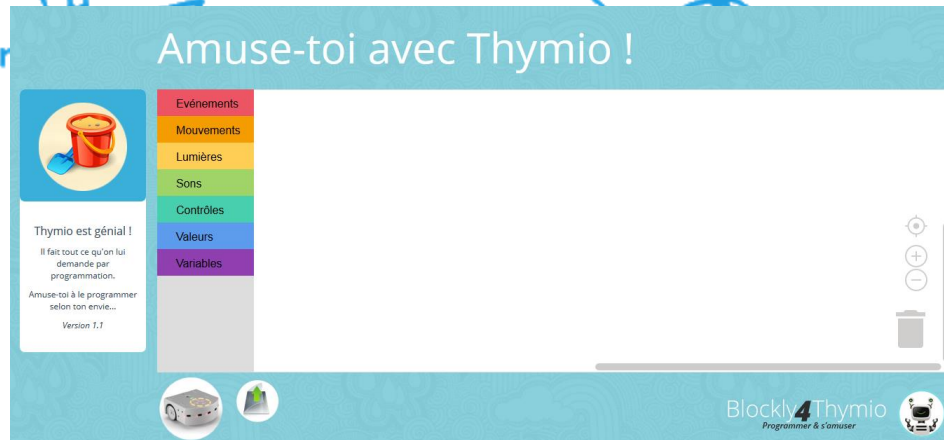 Amuse-toi avec Thymio !
Thymio est génial !
Il fait tout ce qu'on lui
demande par
programmation.
Amuse-toi à le programmer
selon ton envie...
Version 1.1
Evénements
Mouvements
Lumières
Sons
Contrôles
Valeurs
Variables
Blockly4Thymio
Programmer & s'amuser